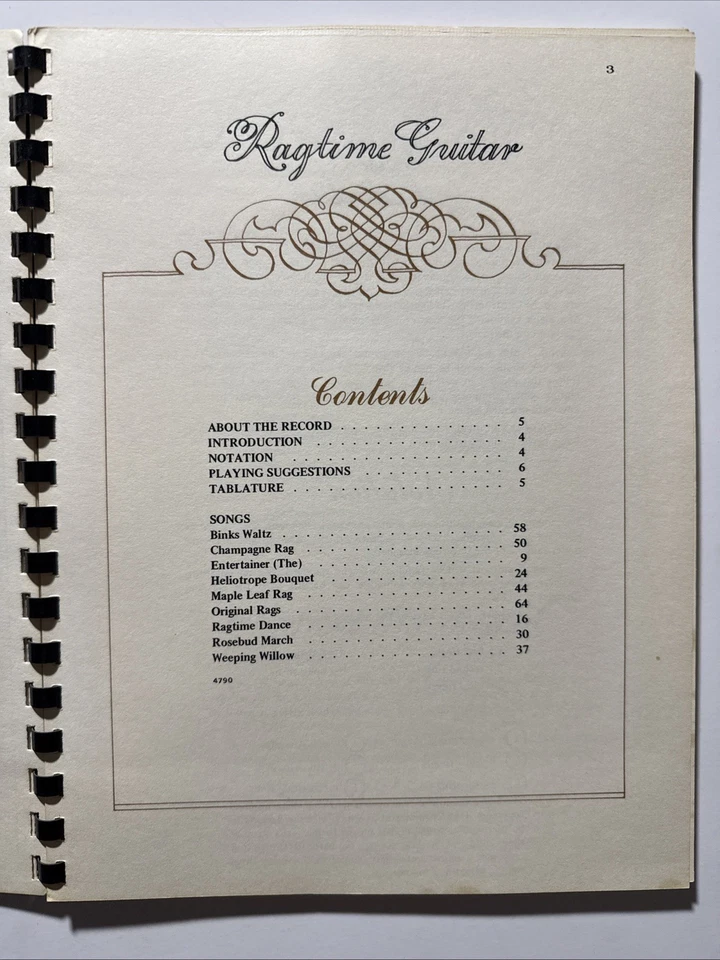 3
Ragtime Guitar
Contents
ABOUT THE RECORD . . . . . . . . . . . . . . . 5
INTRODUCTION . . . . . . . . . . . . . . . . . 4
NOTATION . . . . . . . . . . . . . . . . . . . 4
PLAYING SUGGESTIONS . . . . . . . . . . . . . 6
TABLATURE . . . . . . . . . . . . . . . . . . 5
SONGS
Binks Waltz . . . . . . . . . . . . . . . . . . 58
Champagne Rag . . . . . . . . . . . . . . . . 50
Entertainer (The) . . . . . . . . . . . . . . . . 9
Heliotrope Bouquet . . . . . . . . . . . . . . 24
Maple Leaf Rag . . . . . . . . . . . . . . . . 44
Original Rags . . . . . . . . . . . . . . . . . 64
Ragtime Dance . . . . . . . . . . . . . . . . 16
Rosebud March . . . . . . . . . . . . . . . . 30
Weeping Willow . . . . . . . . . . . . . . . . 37
4790